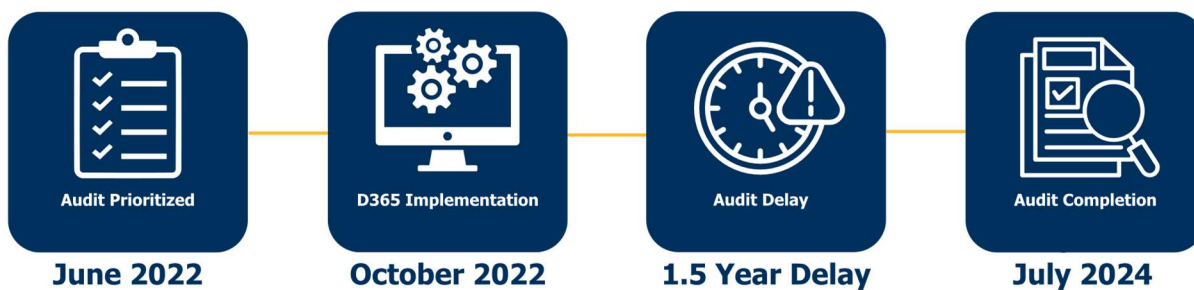 Audit Prioritized
D365 Implementation
Audit Delay
Audit Completion
June 2022
October 2022
1.5 Year Delay
July 2024